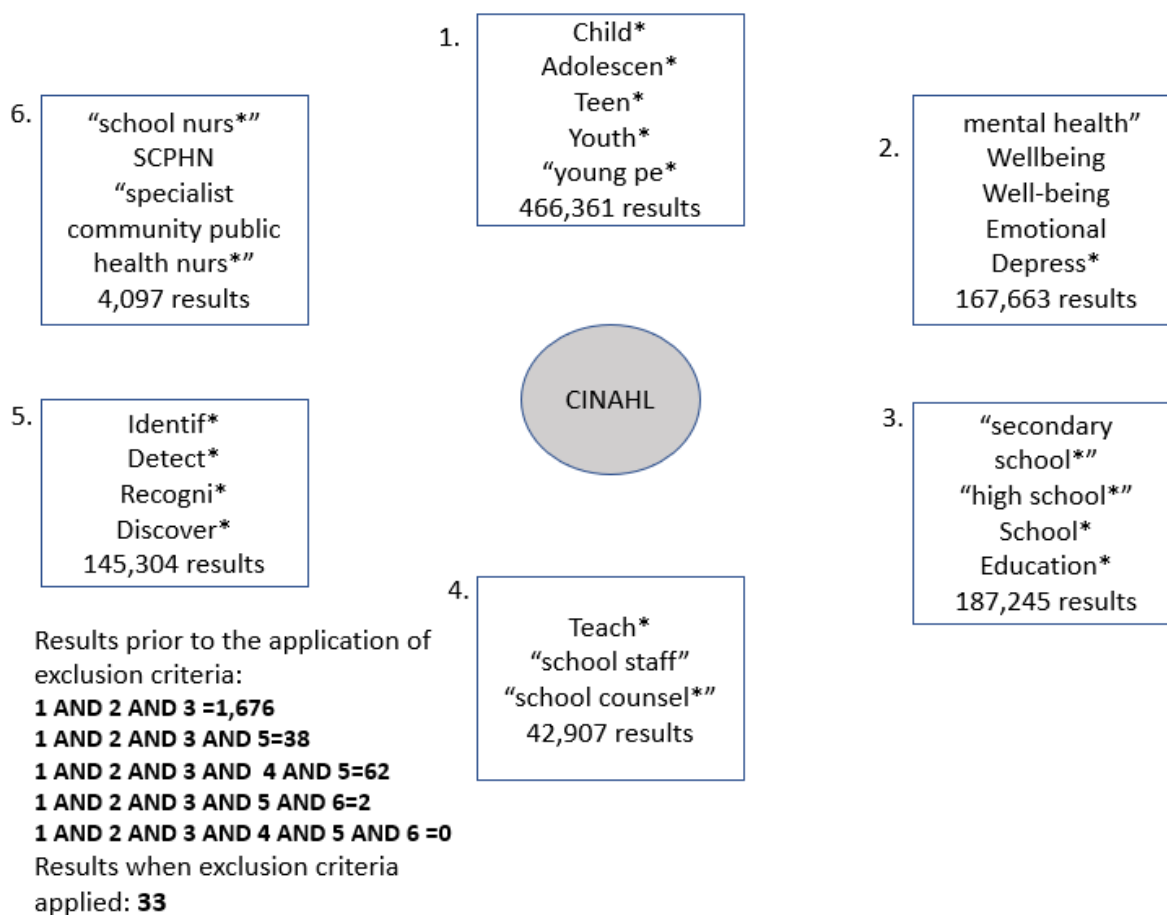 1.
Child*
Adolescen*
Teen*
Youth*
“young pe*
466,361 results
2.
mental health”
Wellbeing
Well-being
Emotional
Depress*
167,663 results
3.
“secondary
school*”
“high school*”
School*
Education*
187,245 results
4.
Teach*
“school staff”
“school counsel*”
42,907 results
5.
Identif*
Detect*
Recogni*
Discover*
145,304 results
6.
“school nurs*”
SCPHN
“specialist
community public
health nurs*”
4,097 results
CINAHL
Results prior to the application of
exclusion criteria:
1 AND 2 AND 3 =1,676
1 AND 2 AND 3 AND 5=38
1 AND 2 AND 3 AND  4 AND 5=62
1 AND 2 AND 3 AND 5 AND 6=2
1 AND 2 AND 3 AND 4 AND 5 AND 6 =0
Results when exclusion criteria
applied: 33